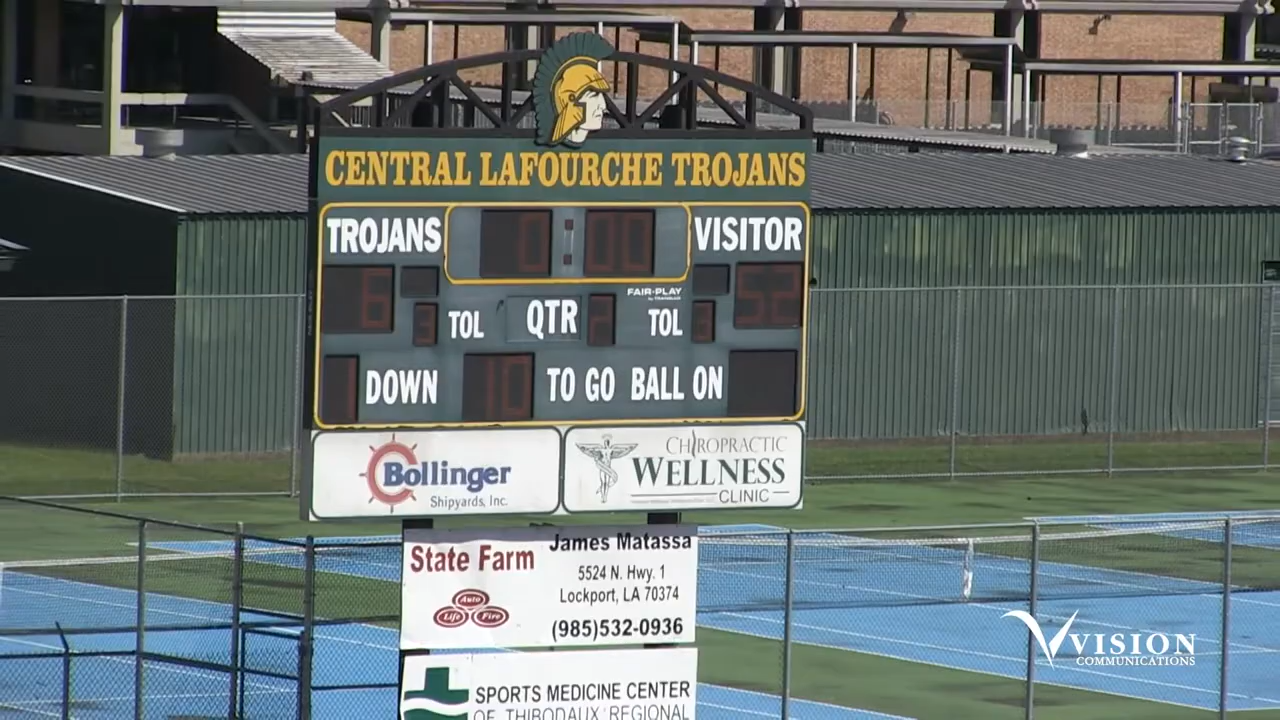 CENTRAL LAFOURCHE TROJANS
TROJANS 0:00 VISITOR
6 52
FAIR-PLAY
3 TOL QTR 2 TOL 3
1 DOWN 10 TO GO BALL ON
Bollinger
Shipyards, Inc.
CHIROPRACTIC
WELLNESS
CLINIC
State Farm
Auto
Life Fire
James Matassa
5524 N. Hwy. 1
Lockport, LA 70374
(985)532-0936
SPORTS MEDICINE CENTER
OF THIBODAUX REGIONAL
VISION
COMMUNICATIONS